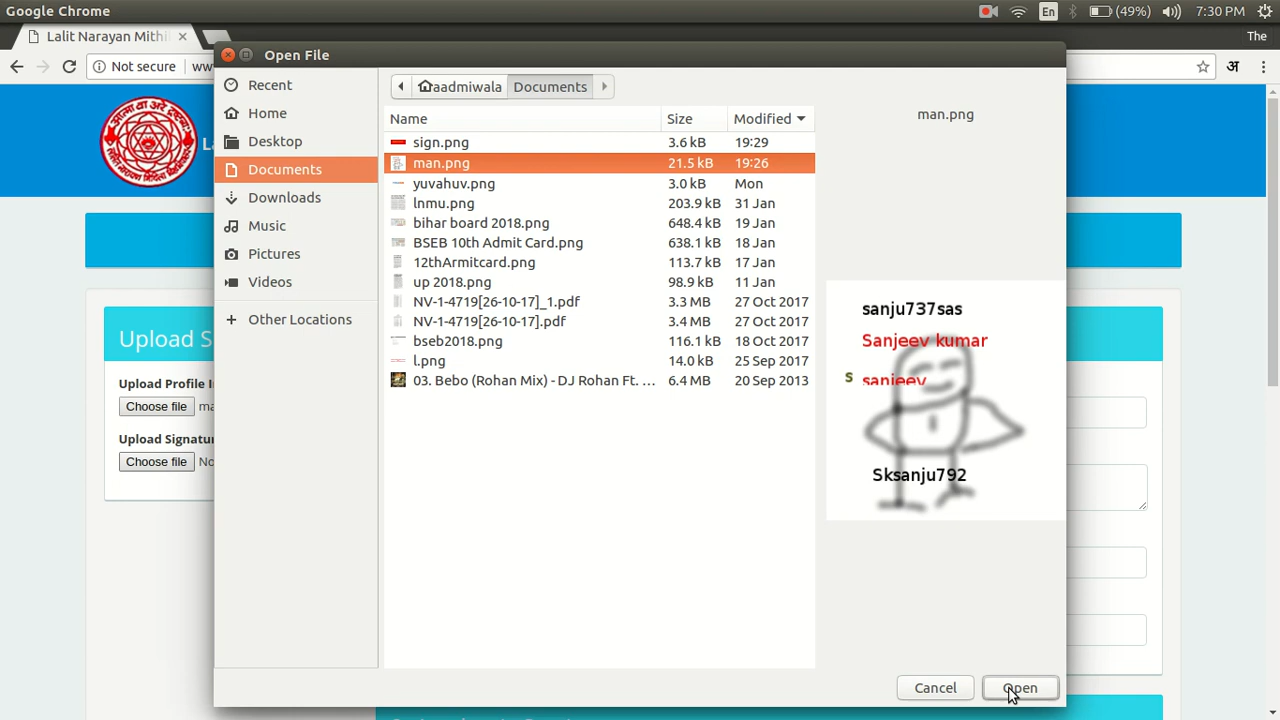 Google Chrome
En
(49%)
7:30 PM
Lalit Narayan Mithil
The
Not secure
अ
Open File
Recent
Home
Desktop
Documents
Downloads
Music
Pictures
Videos
Other Locations
aadmiwala Documents
Name Size Modified
sign.png 3.6 kB 19:29
man.png 21.5 kB 19:26
yuvahuv.png 3.0 kB Mon
lnmu.png 203.9 kB 31 Jan
bihar board 2018.png 648.4 kB 19 Jan
BSEB 10th Admit Card.png 638.1 kB 18 Jan
12thArmitcard.png 113.7 kB 17 Jan
up 2018.png 98.9 kB 11 Jan
NV-1-4719[26-10-17]_1.pdf 3.3 MB 27 Oct 2017
NV-1-4719[26-10-17].pdf 3.4 MB 27 Oct 2017
bseb2018.png 116.1 kB 18 Oct 2017
l.png 14.0 kB 25 Sep 2017
03. Bebo (Rohan Mix) - DJ Rohan Ft. ... 6.4 MB 20 Sep 2013
man.png
sanju737sas
Sanjeev kumar
s sanjeev
Sksanju792
Upload S
Upload Profile I
Choose file ma
Upload Signatu
Choose file No
Cancel
Open